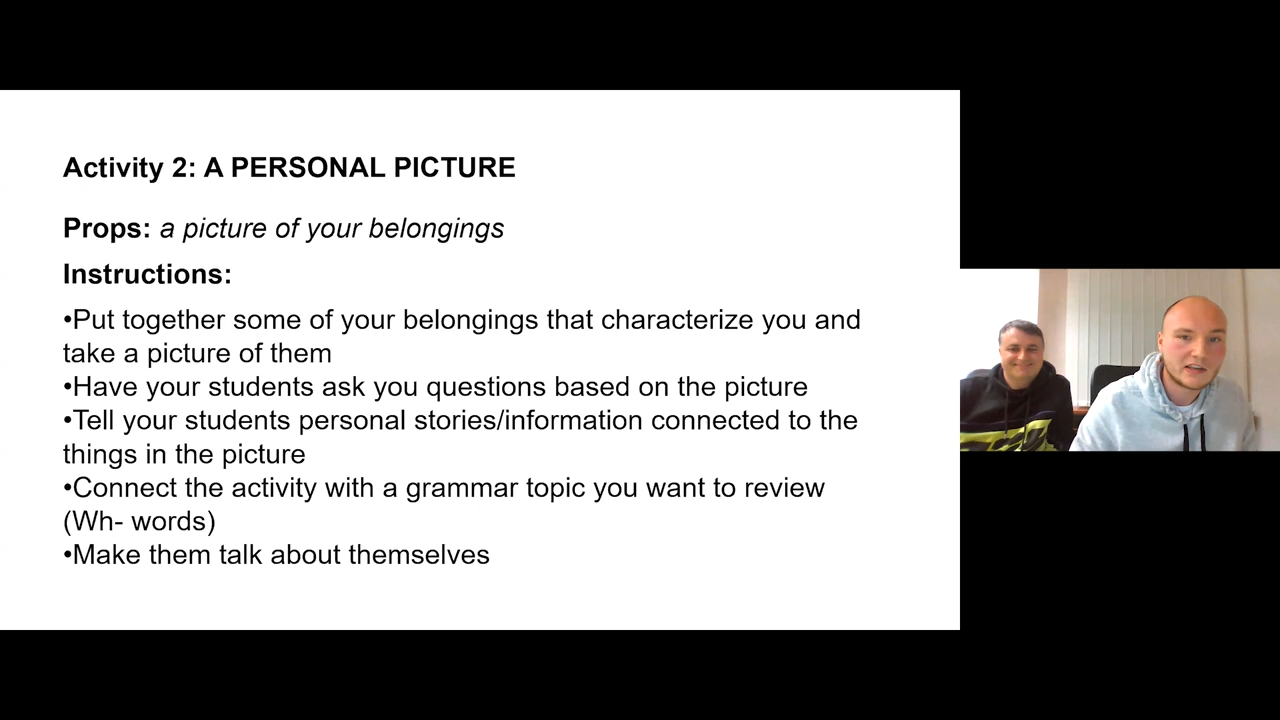 Activity 2: A PERSONAL PICTURE
Props: a picture of your belongings
Instructions:
•Put together some of your belongings that characterize you and
take a picture of them
•Have your students ask you questions based on the picture
•Tell your students personal stories/information connected to the
things in the picture
•Connect the activity with a grammar topic you want to review
(Wh- words)
•Make them talk about themselves